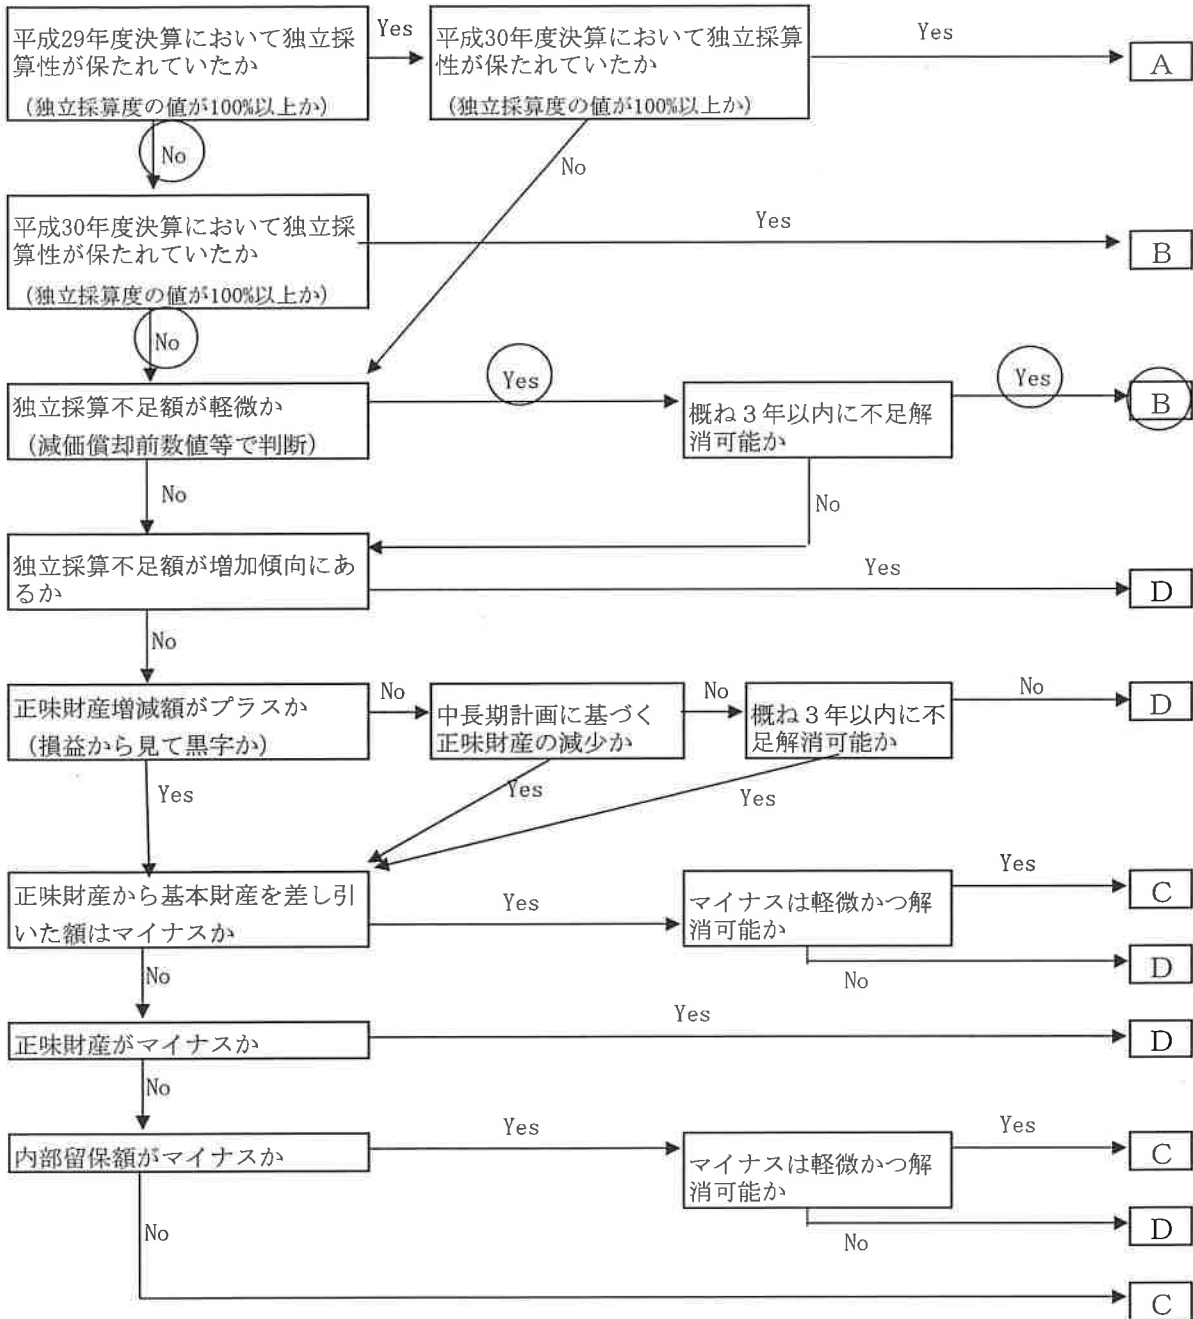 平成29年度決算において独立採
算性が保たれていたか
(独立採算度の値が100%以上か)
Yes
平成30年度決算において独立採算
性が保たれていたか
(独立採算度の値が100%以上か)
Yes
A
No
No
平成30年度決算において独立採
算性が保たれていたか
(独立採算度の値が100%以上か)
Yes
B
No
独立採算不足額が軽微か
(減価償却前数値等で判断)
Yes
概ね３年以内に不足解
消可能か
Yes
B
No
No
独立採算不足額が増加傾向にあ
るか
Yes
D
No
正味財産増減額がプラスか
(損益から見て黒字か)
No
中長期計画に基づく
正味財産の減少か
No
概ね３年以内に不
足解消可能か
No
D
Yes
Yes
Yes
正味財産から基本財産を差し引
いた額はマイナスか
Yes
マイナスは軽微かつ解
消可能か
Yes
C
No
D
No
正味財産がマイナスか
Yes
D
No
内部留保額がマイナスか
Yes
マイナスは軽微かつ解
消可能か
Yes
C
No
D
No
C